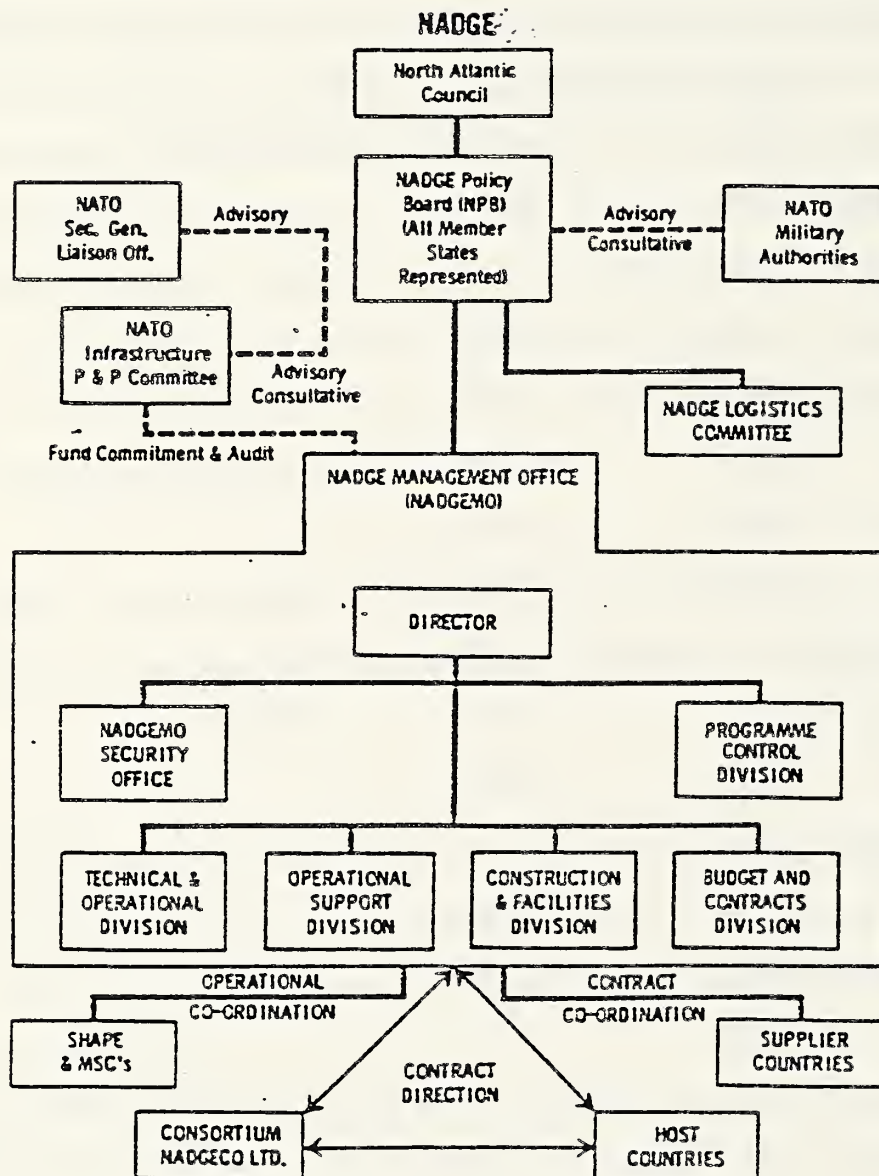 NADGE
North Atlantic
Council
NADGE Policy
Board (NPB)
(All Member
States
Represented)
NATO
Sec. Gen.
Liaison Off.
Advisory
Advisory
Consultative
NATO
Military
Authorities
NATO
Infrastructure
P & P Committee
Advisory
Consultative
Fund Commitment & Audit
NADGE LOGISTICS
COMMITTEE
NADGE MANAGEMENT OFFICE
(NADGEMO)
DIRECTOR
NADGEMO
SECURITY
OFFICE
PROGRAMME
CONTROL
DIVISION
TECHNICAL &
OPERATIONAL
DIVISION
OPERATIONAL
SUPPORT
DIVISION
CONSTRUCTION
& FACILITIES
DIVISION
BUDGET AND
CONTRACTS
DIVISION
OPERATIONAL
CO-ORDINATION
CONTRACT
CO-ORDINATION
SHAPE
& MSC's
SUPPLIER
COUNTRIES
CONTRACT
DIRECTION
CONSORTIUM
NADGECO LTD.
HOST
COUNTRIES